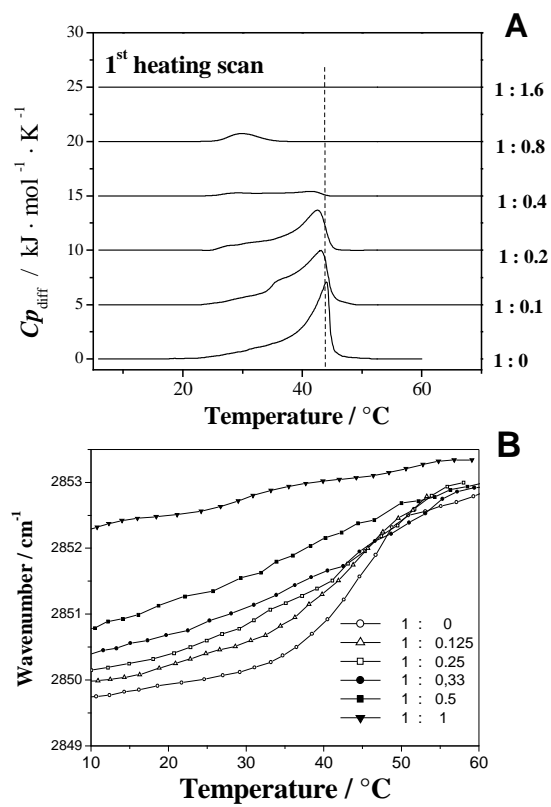 A
30
25
20
15
10
5
0
1st heating scan
1 : 1.6
1 : 0.8
1 : 0.4
1 : 0.2
1 : 0.1
1 : 0
Cp diff / kJ · mol -1 · K -1
20
40
60
Temperature / °C
B
2853
2852
2851
2850
2849
Wavenumber / cm-1
1 : 0
1 : 0.125
1 : 0.25
1 : 0,33
1 : 0.5
1 : 1
10
20
30
40
50
60
Temperature / °C